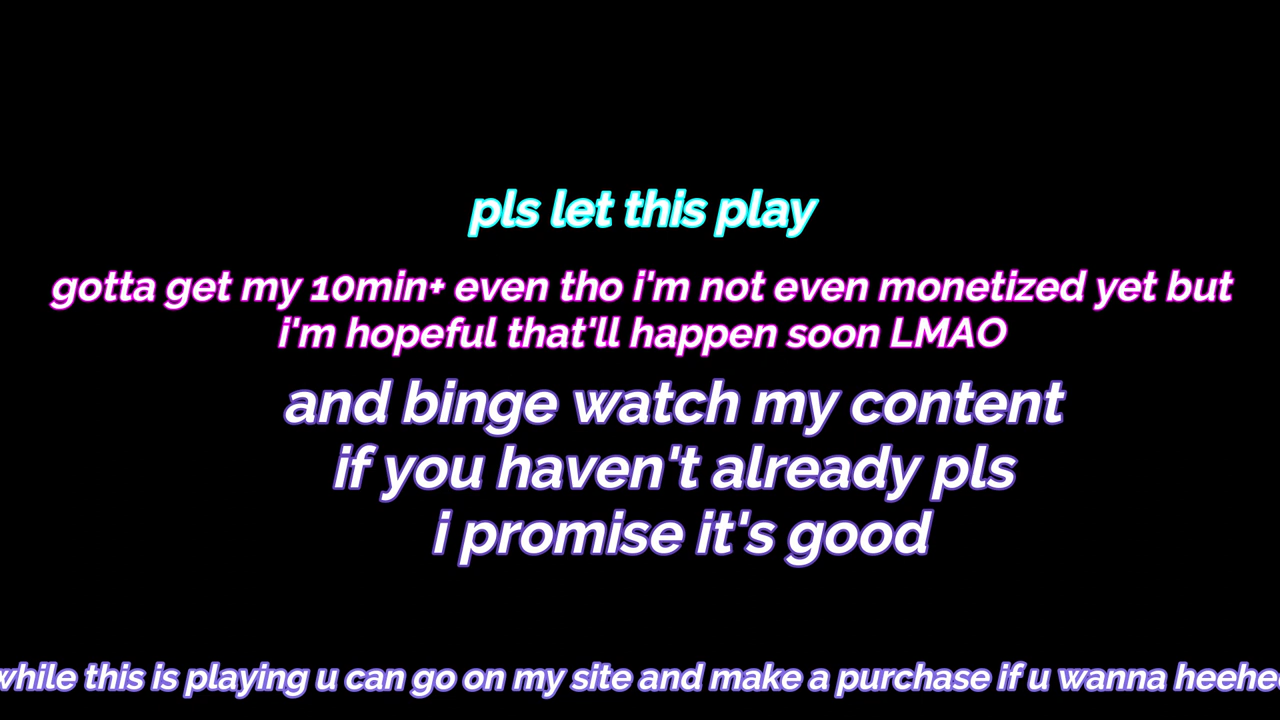 pls let this play
gotta get my 10min+ even tho i'm not even monetized yet but
i'm hopeful that'll happen soon LMAO
and binge watch my content
if you haven't already pls
i promise it's good
while this is playing u can go on my site and make a purchase if u wanna heehee